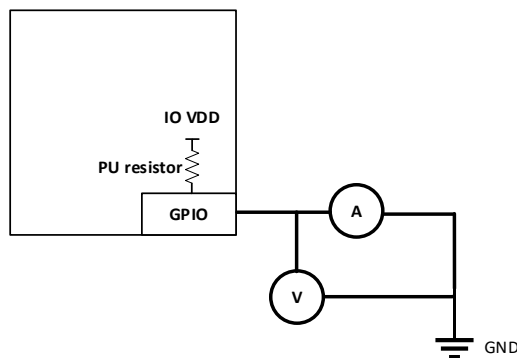 IO VDD
PU resistor
GPIO
A
V
GND